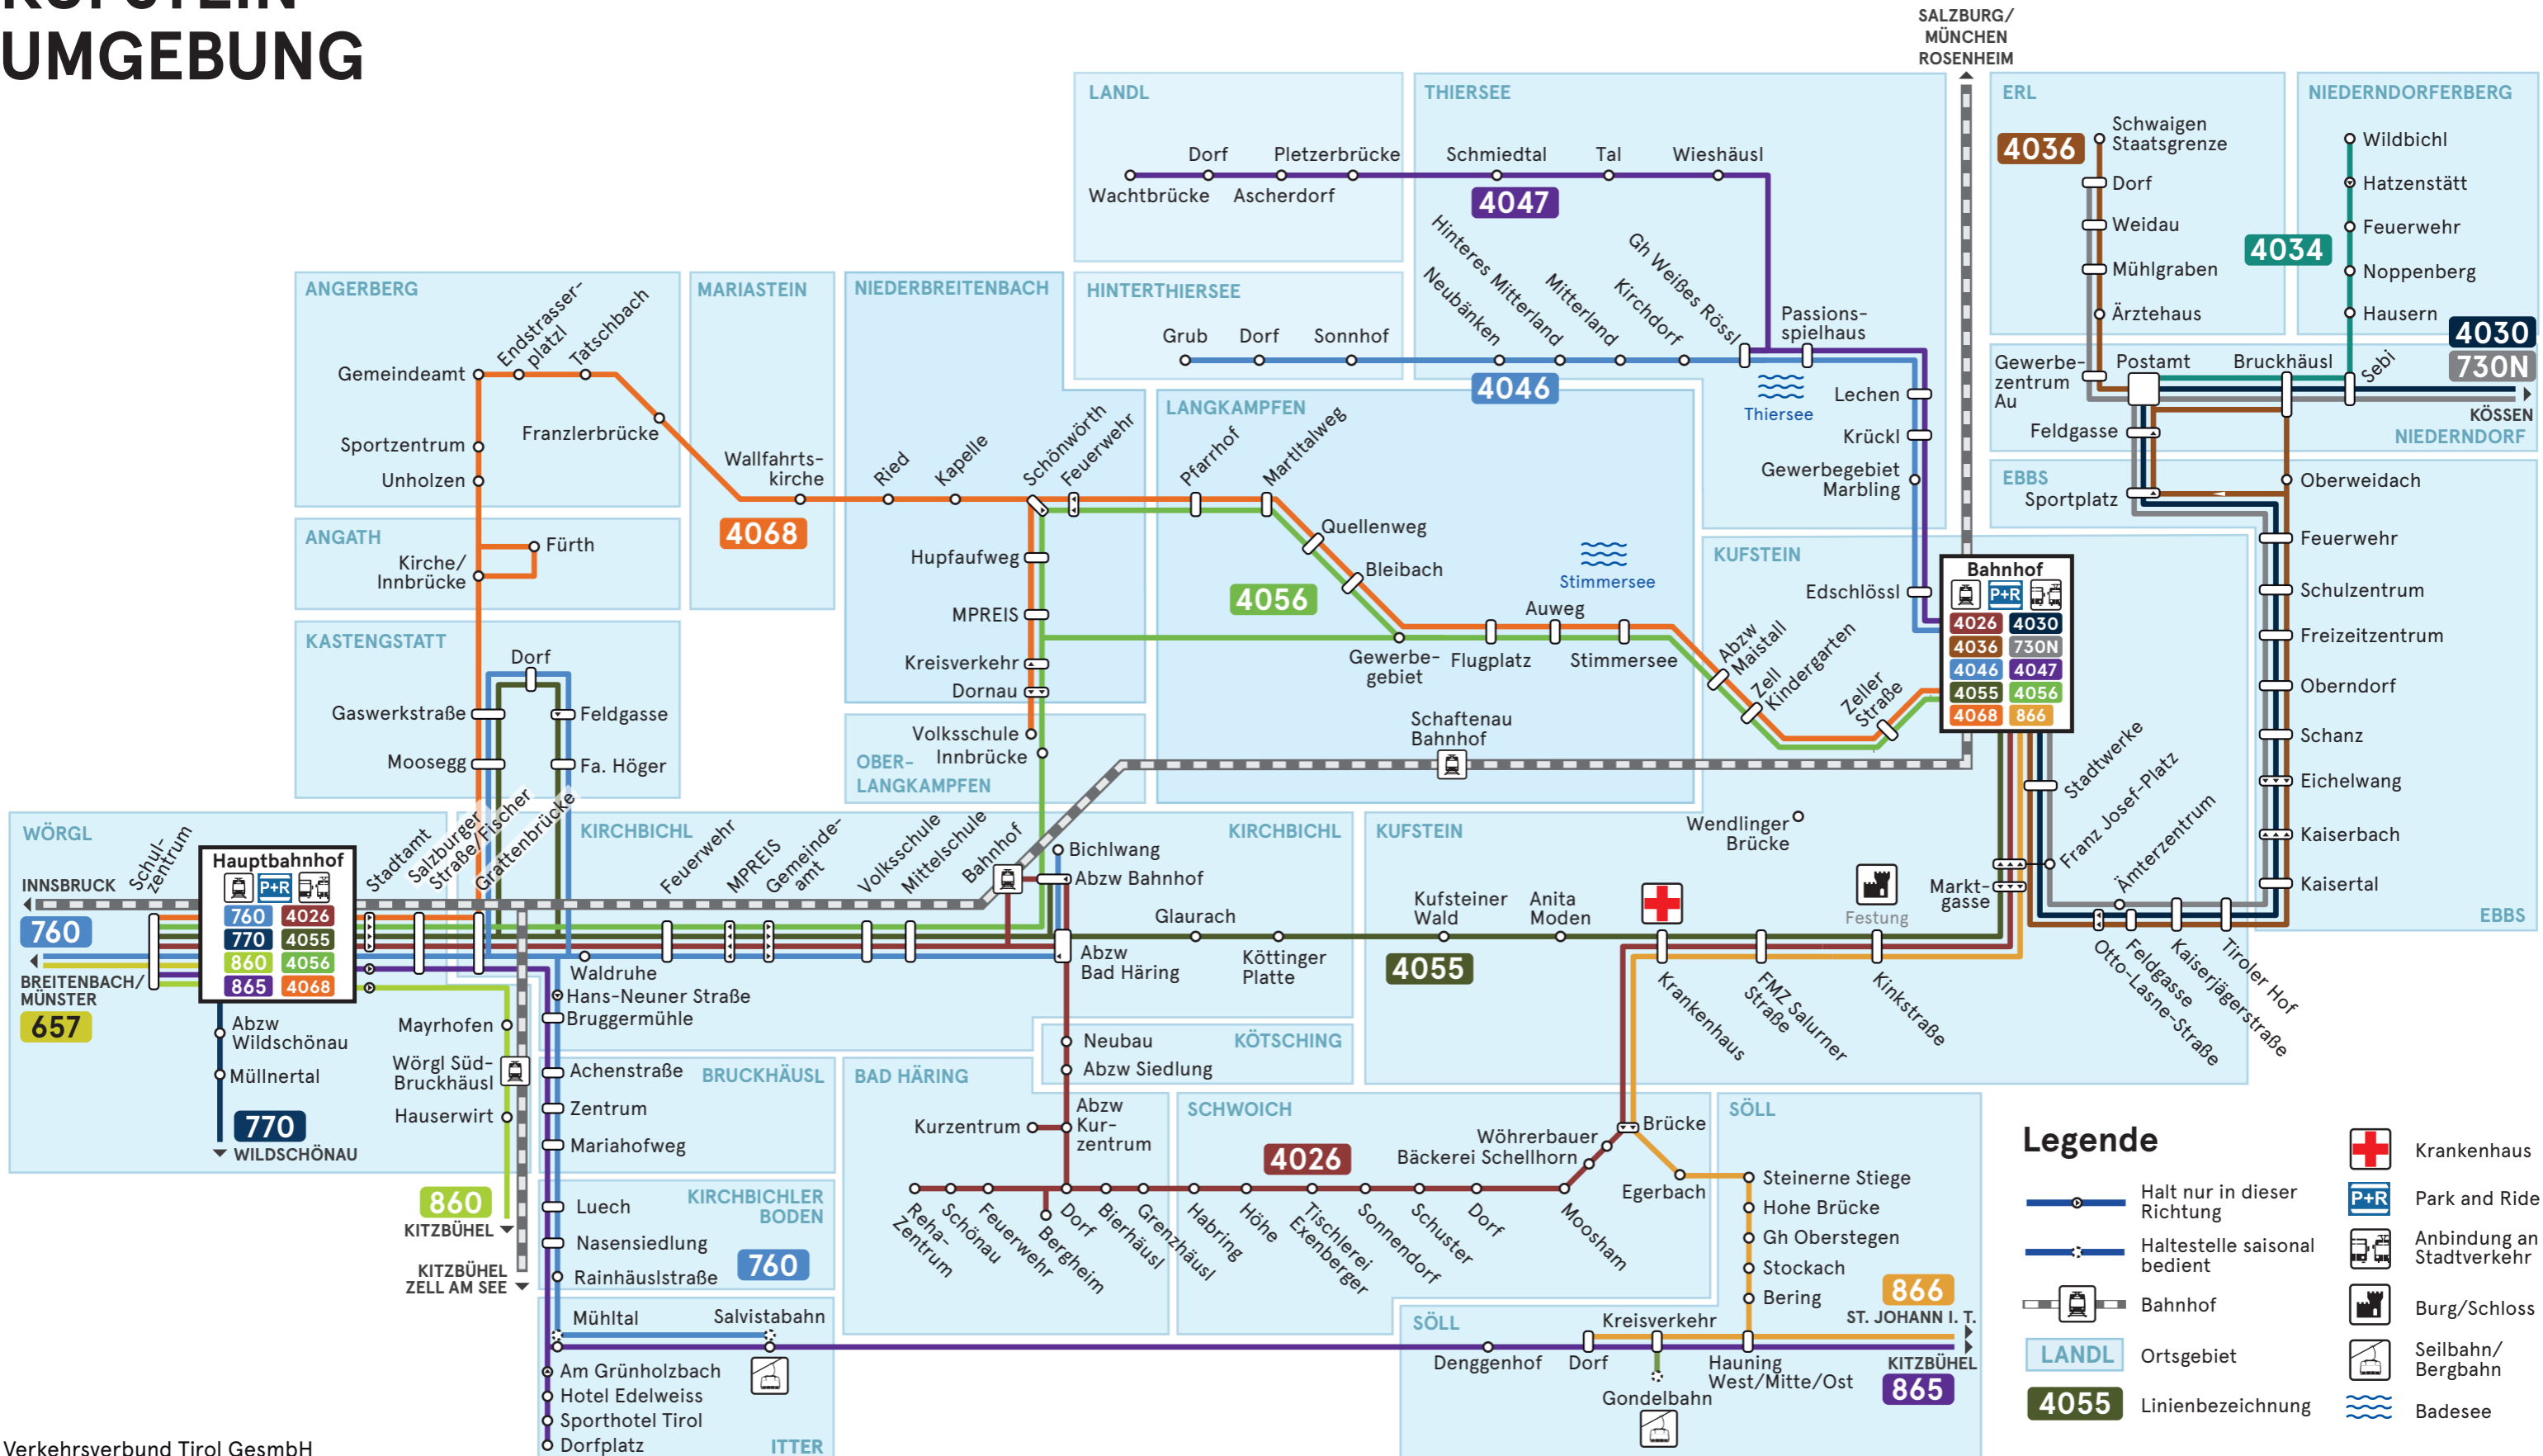 KUFSTEIN
UMGEBUNG
SALZBURG/
MÜNCHEN
ROSENHEIM
LANDL
Dorf
Pletzerbrücke
Wachtbrücke
Ascherdorf
THIERSEE
Schmiedtal
Tal
Wieshäusl
4047
Hinteres Mitterland
Neubänken
Mitterland
Kirchdorf
Gh Weißes Rössl
Passions-
spielhaus
4046
Thiersee
Lechen
Krückl
Gewerbegebiet
Marbling
HINTERTHIERSEE
Grub
Dorf
Sonnhof
ERL
4036
Schwaigen
Staatsgrenze
Dorf
Weidau
Mühlgraben
Ärztehaus
NIEDERNDORFERBERG
Wildbichl
Hatzenstätt
Feuerwehr
4034
Noppenberg
Hausern
4030
730N
KÖSSEN
Gewerbe-
zentrum
Au
Postamt
Bruckhäusl
Sebi
Feldgasse
NIEDERNDORF
EBBS
Sportplatz
Oberweidach
Feuerwehr
Schulzentrum
Freizeitzentrum
Oberndorf
Schanz
Eichelwang
Kaiserbach
Kaisertal
EBBS
ANGERBERG
Endstrasser-
platzl
Tatschbach
Gemeindeamt
Franzlerbrücke
Sportzentrum
Unholzen
ANGATH
Fürth
Kirche/
Innbrücke
MARIASTEIN
Wallfahrts-
kirche
4068
NIEDERBREITENBACH
Ried
Kapelle
Schönwörth
Feuerwehr
Hupfaufweg
MPREIS
Kreisverkehr
Dornau
Volksschule
Innbrücke
OBER-
LANGKAMPFEN
LANGKAMPFEN
Pfarrhof
Martltalweg
Quellenweg
Bleibach
4056
Stimmersee
Auweg
Gewerbe-
gebiet
Flugplatz
Stimmersee
Schaftenau
Bahnhof
KUFSTEIN
Edschlössl
Abzw
Maistall
Zell
Kindergarten
Zeller
Straße
Bahnhof
P+R
4026 4030
4036 730N
4046 4047
4055 4056
4068 866
Stadtwerke
Franz Josef-Platz
Ämterzentrum
Wendlinger
Brücke
Markt-
gasse
Otto-Lasne-Straße
Feldgasse
Kaiserjägerstraße
Tiroler Hof
KASTENGSTATT
Dorf
Gaswerkstraße
Feldgasse
Moosegg
Fa. Höger
WÖRGL
INNSBRUCK
760
BREITENBACH/
MÜNSTER
657
Schul-
zentrum
Hauptbahnhof
P+R
760 4026
770 4055
860 4056
865 4068
Stadtamt
Salzburger
Straße/Fischer
Grattenbrücke
Abzw
Wildschönau
Müllnertal
770
WILDSCHÖNAU
Mayrhofen
Wörgl Süd-
Bruckhäusl
Hauserwirt
860
KITZBÜHEL
KITZBÜHEL
ZELL AM SEE
KIRCHBICHL
KIRCHBICHL
Feuerwehr
MPREIS
Gemeinde-
amt
Volksschule
Mittelschule
Bahnhof
Bichlwang
Abzw Bahnhof
Waldruhe
Hans-Neuner Straße
Bruggermühle
Abzw
Bad Häring
Glaurach
Köttinger
Platte
KUFSTEIN
Kufsteiner
Wald
Anita
Moden
4055
Festung
Krankenhaus
FMZ Salurner
Straße
Kinkstraße
KÖTSCHING
Neubau
Abzw Siedlung
BRUCKHÄUSL
Achenstraße
Zentrum
Mariahofweg
KIRCHBICHLER
BODEN
Luech
Nasensiedlung
760
Rainhäuslstraße
Mühltal
Salvistabahn
Am Grünholzbach
Hotel Edelweiss
Sporthotel Tirol
Dorfplatz
ITTER
BAD HÄRING
Kurzentrum
Abzw
Kur-
zentrum
Reha-
Zentrum
Schönau
Feuerwehr
Bergheim
Dorf
Bierhäusl
Grenzhäusl
SCHWOICH
4026
Wöhrerbauer
Bäckerei Schellhorn
Brücke
Egerbach
Habring
Höhe
Tischlerei
Exenberger
Sonnendorf
Schuster
Dorf
Moosham
SÖLL
Steinerne Stiege
Hohe Brücke
Gh Oberstegen
Stockach
Bering
866
ST. JOHANN I. T.
SÖLL
Kreisverkehr
Denggenhof
Dorf
Hauning
West/Mitte/Ost
Gondelbahn
KITZBÜHEL
865
Legende
Halt nur in dieser
Richtung
Haltestelle saisonal
bedient
Bahnhof
LANDL
Ortsgebiet
4055
Linienbezeichnung
Krankenhaus
P+R
Park and Ride
Anbindung an
Stadtverkehr
Burg/Schloss
Seilbahn/
Bergbahn
Badesee
Verkehrsverbund Tirol GesmbH